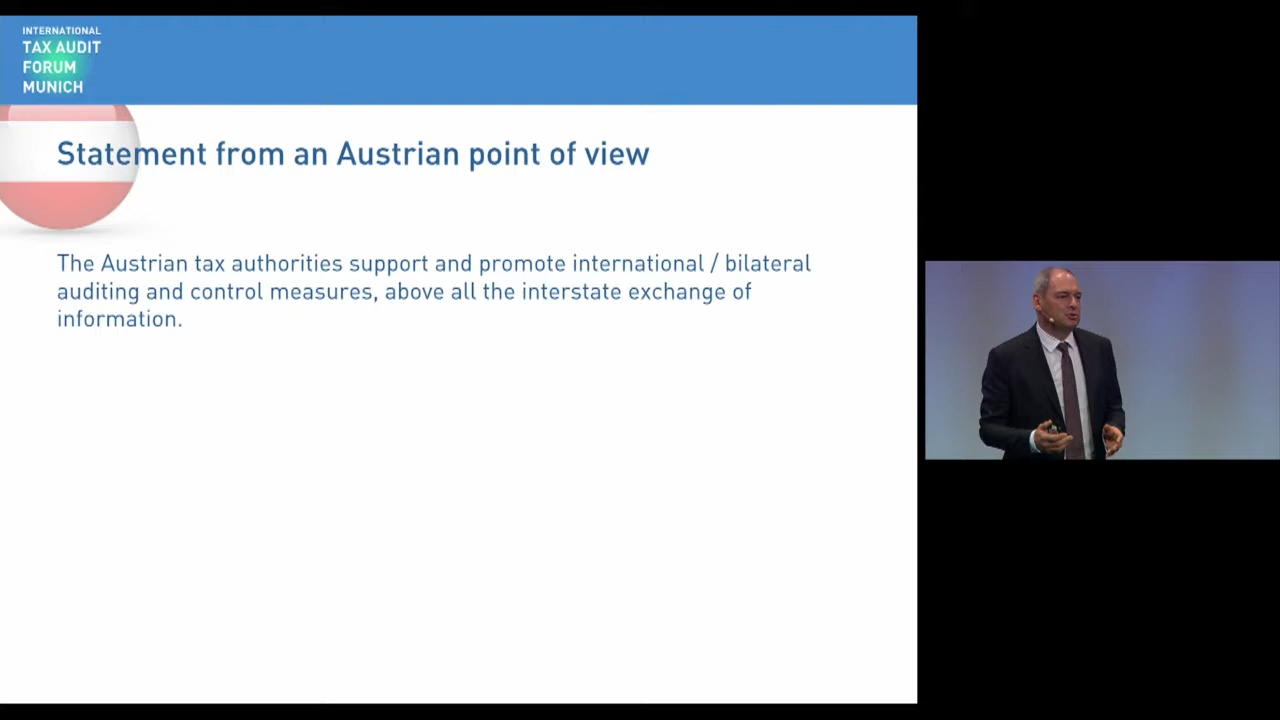 INTERNATIONAL
TAX AUDIT
FORUM
MUNICH
Statement from an Austrian point of view
The Austrian tax authorities support and promote international / bilateral
auditing and control measures, above all the interstate exchange of
information.